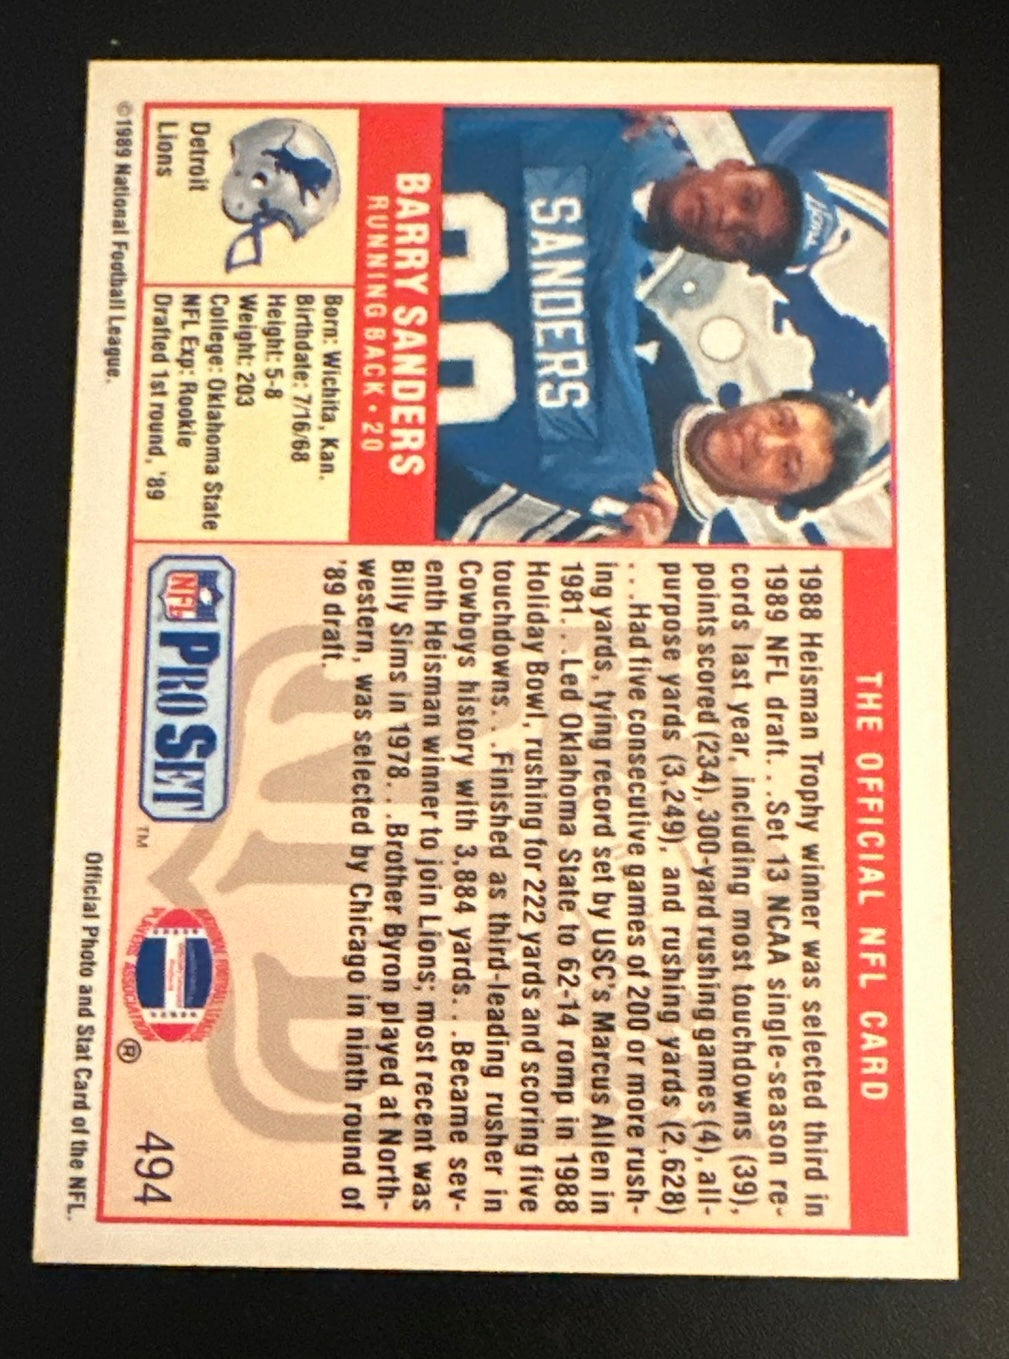 THE OFFICIAL NFL CARD
SANDERS
20
BARRY SANDERS
RUNNING BACK • 20
Detroit
Lions
Born: Wichita, Kan.
Birthdate: 7/16/68
Height: 5-8
Weight: 203
College: Oklahoma State
NFL Exp: Rookie
Drafted 1st round, '89
1988 Heisman Trophy winner was selected third in
1989 NFL draft. . .Set 13 NCAA single-season re-
cords last year, including most touchdowns (39),
points scored (234), 300-yard rushing games (4), all-
purpose yards (3,249), and rushing yards (2,628)
. . .Had five consecutive games of 200 or more rush-
ing yards, tying record set by USC's Marcus Allen in
1981. . .Led Oklahoma State to 62-14 romp in 1988
Holiday Bowl, rushing for 222 yards and scoring five
touchdowns. . .Finished as third-leading rusher in
Cowboys history with 3,884 yards. . .Became sev-
enth Heisman winner to join Lions; most recent was
Billy Sims in 1978. . .Brother Byron played at North-
western, was selected by Chicago in ninth round of
'89 draft.
NFL PRO SET ™
NATIONAL FOOTBALL LEAGUE
PLAYERS ASSOCIATION ®
494
©1989 National Football League.
Official Photo and Stat Card of the NFL.